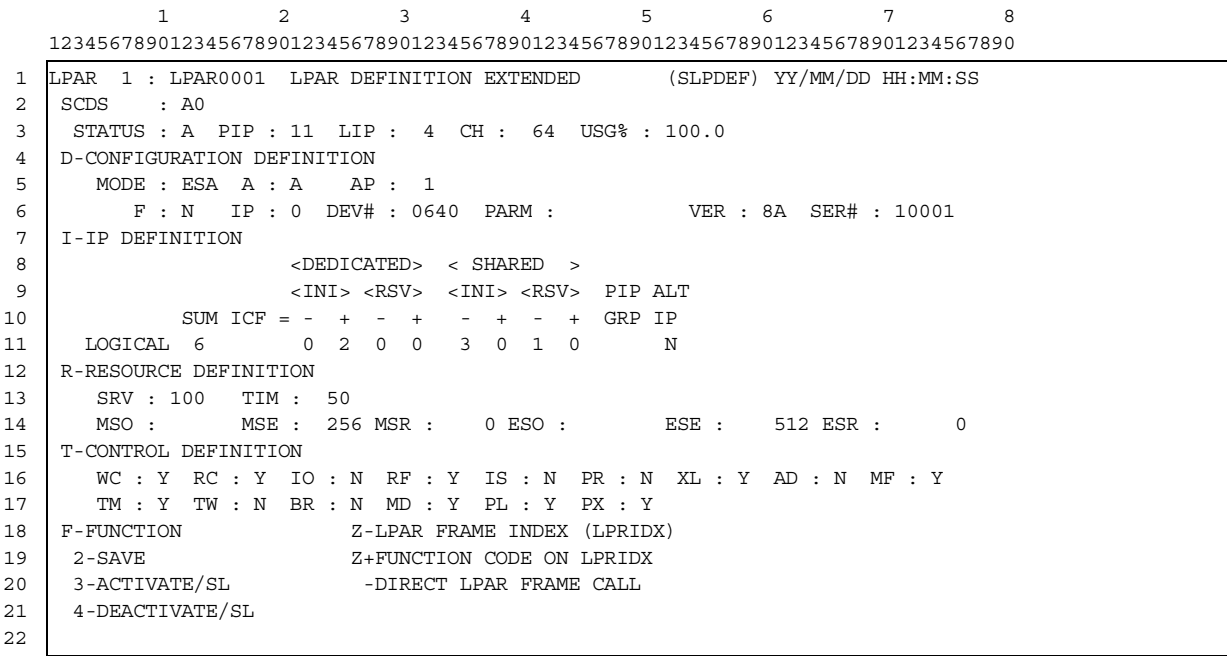 1         2         3         4         5         6         7         8
12345678901234567890123456789012345678901234567890123456789012345678901234567890
1 LPAR  1 : LPAR0001  LPAR DEFINITION EXTENDED       (SLPDEF) YY/MM/DD HH:MM:SS
2  SCDS    : A0
3   STATUS : A  PIP : 11  LIP :  4  CH :  64  USG% : 100.0
4  D-CONFIGURATION DEFINITION
5     MODE : ESA  A : A    AP :  1
6        F : N   IP : 0  DEV# : 0640  PARM :           VER : 8A  SER# : 10001
7  I-IP DEFINITION
8                     <DEDICATED>  < SHARED  >
9                     <INI> <RSV>  <INI> <RSV>  PIP ALT
10            SUM ICF = -  +  -  +   -  +  -  +  GRP IP
11    LOGICAL  6        0  2  0  0   3  0  1  0       N
12  R-RESOURCE DEFINITION
13     SRV : 100   TIM :  50
14     MSO :       MSE :  256 MSR :    0 ESO :        ESE :    512 ESR :      0
15  T-CONTROL DEFINITION
16     WC : Y  RC : Y  IO : N  RF : Y  IS : N  PR : N  XL : Y  AD : N  MF : Y
17     TM : Y  TW : N  BR : N  MD : Y  PL : Y  PX : Y
18  F-FUNCTION              Z-LPAR FRAME INDEX (LPRIDX)
19   2-SAVE                 Z+FUNCTION CODE ON LPRIDX
20   3-ACTIVATE/SL           -DIRECT LPAR FRAME CALL
21   4-DEACTIVATE/SL
22